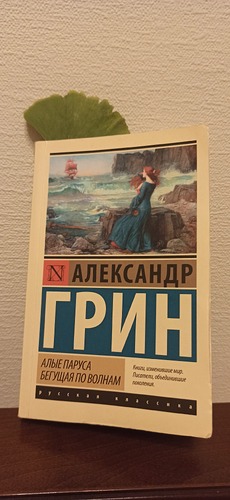 N
АЛЕКСАНДР
ГРИН
АЛЫЕ ПАРУСА
БЕГУЩАЯ ПО ВОЛНАМ
Книги, изменившие мир.
Писатели, объединившие
поколения.
русская классика